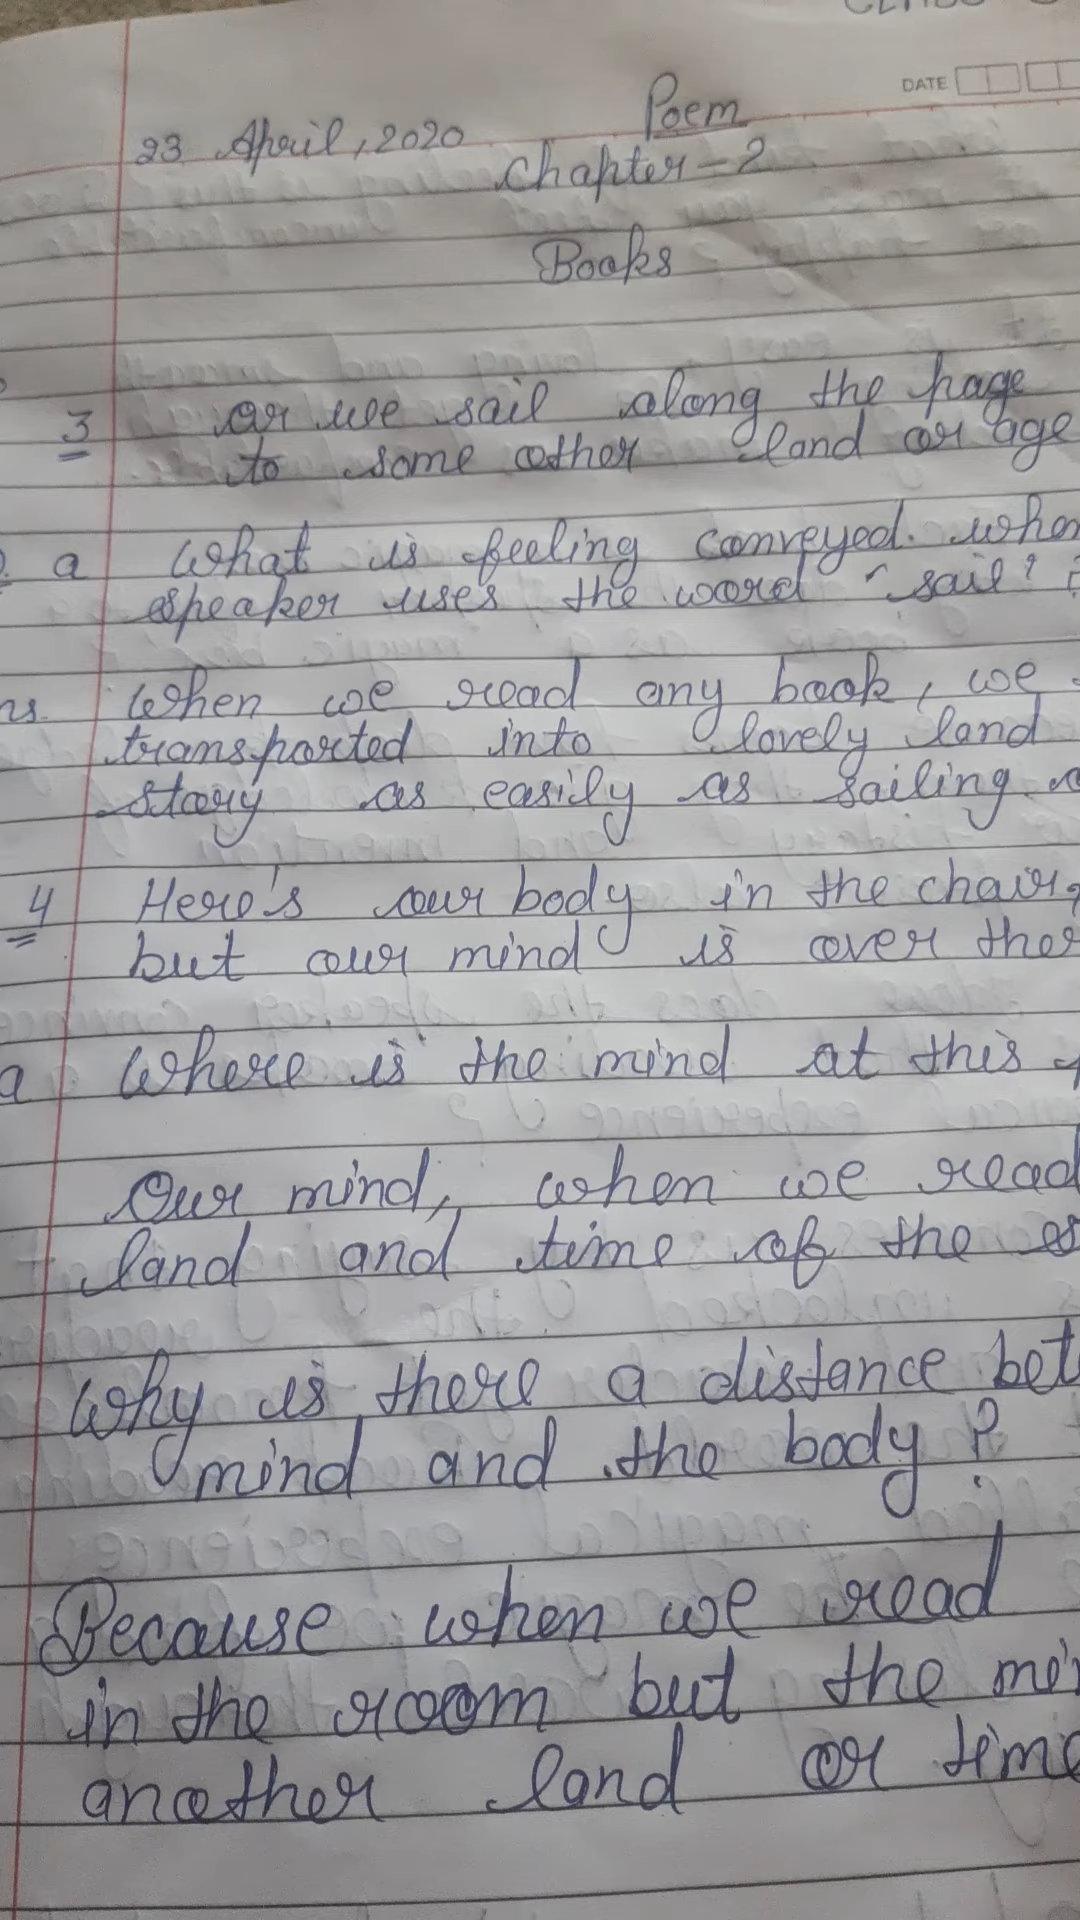 CLASS
DATE
Poem
23 April, 2020
Chapter - 2
Books
3 or we sail along the page
to some other land or age
a What is feeling conveyed. when
speaker uses the word "sail"?
ns. When we read any book, we
transported into lovely land
story as easily as sailing
4 Here's our body in the chair,
but our mind is over ther
a Where is the mind at this
Our mind, when we read
land and time of the
Why is there a distance bet
mind and the body?
Because when we read
in the room but the min
another land or time